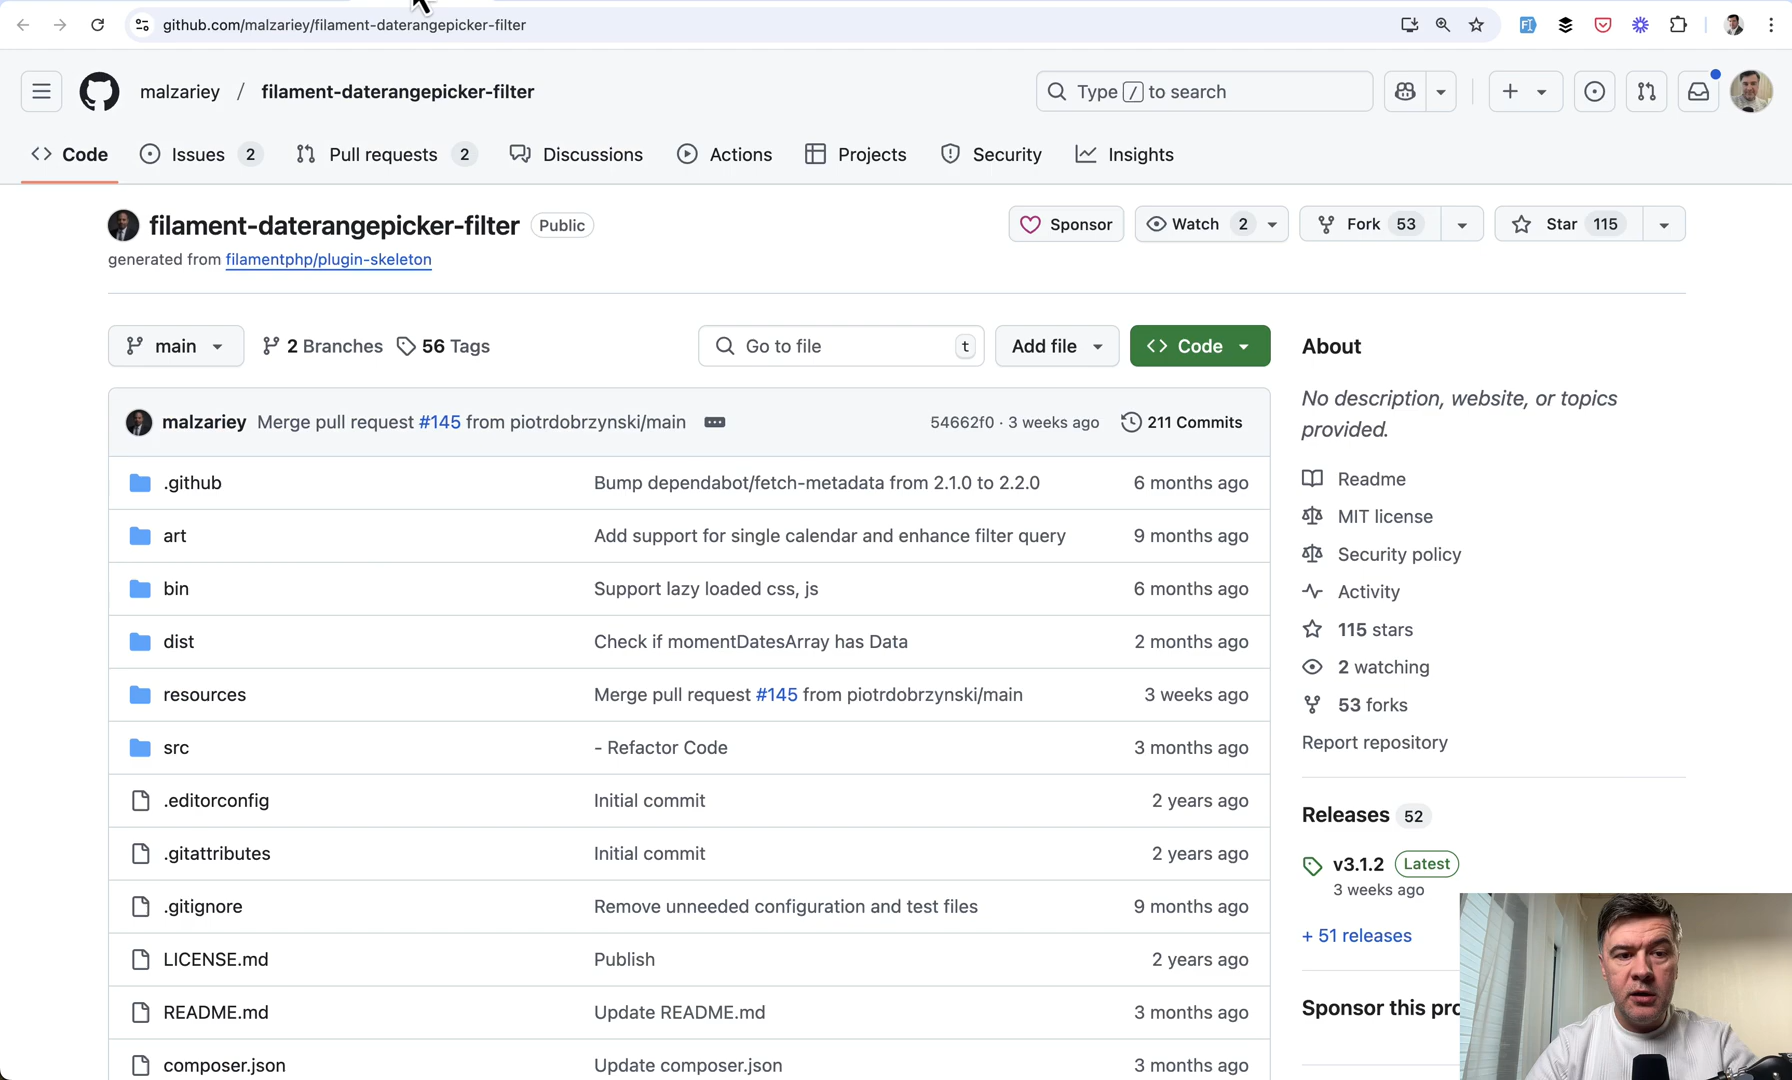 github.com/malzariey/filament-daterangepicker-filter
malzariey / filament-daterangepicker-filter
Type / to search
Code
Issues 2
Pull requests 2
Discussions
Actions
Projects
Security
Insights
filament-daterangepicker-filter Public
Sponsor
Watch 2
Fork 53
Star 115
generated from filamentphp/plugin-skeleton
main
2 Branches
56 Tags
Go to file t
Add file
Code
malzariey Merge pull request #145 from piotrdobrzynski/main
54662f0 · 3 weeks ago
211 Commits
.github Bump dependabot/fetch-metadata from 2.1.0 to 2.2.0 6 months ago
art Add support for single calendar and enhance filter query 9 months ago
bin Support lazy loaded css, js 6 months ago
dist Check if momentDatesArray has Data 2 months ago
resources Merge pull request #145 from piotrdobrzynski/main 3 weeks ago
src - Refactor Code 3 months ago
.editorconfig Initial commit 2 years ago
.gitattributes Initial commit 2 years ago
.gitignore Remove unneeded configuration and test files 9 months ago
LICENSE.md Publish 2 years ago
README.md Update README.md 3 months ago
composer.json Update composer.json 3 months ago
About
No description, website, or topics
provided.
Readme
MIT license
Security policy
Activity
115 stars
2 watching
53 forks
Report repository
Releases 52
v3.1.2 Latest
3 weeks ago
+ 51 releases
Sponsor this pro